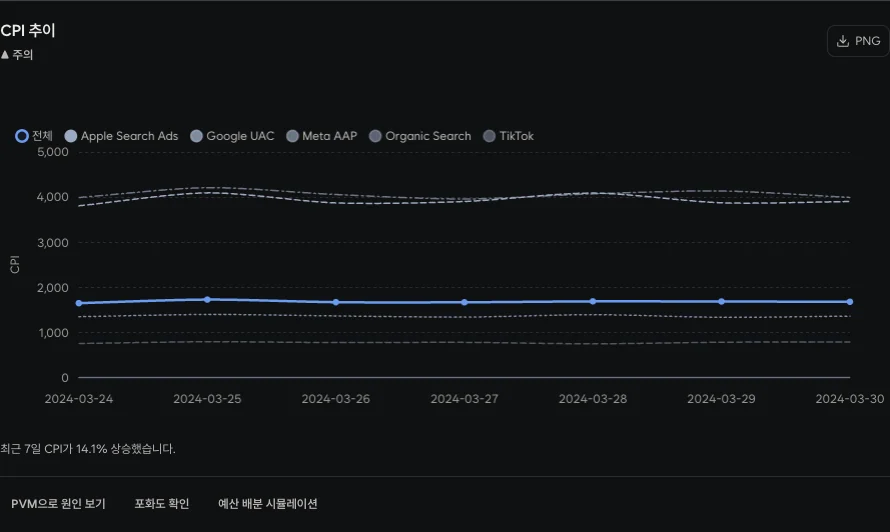 CPI 추이
▲ 주의
PNG
전체 Apple Search Ads Google UAC Meta AAP Organic Search TikTok
5,000
4,000
3,000
2,000
1,000
0
CPI
2024-03-24 2024-03-25 2024-03-26 2024-03-27 2024-03-28 2024-03-29 2024-03-30
최근 7일 CPI가 14.1% 상승했습니다.
PVM으로 원인 보기 포화도 확인 예산 배분 시뮬레이션